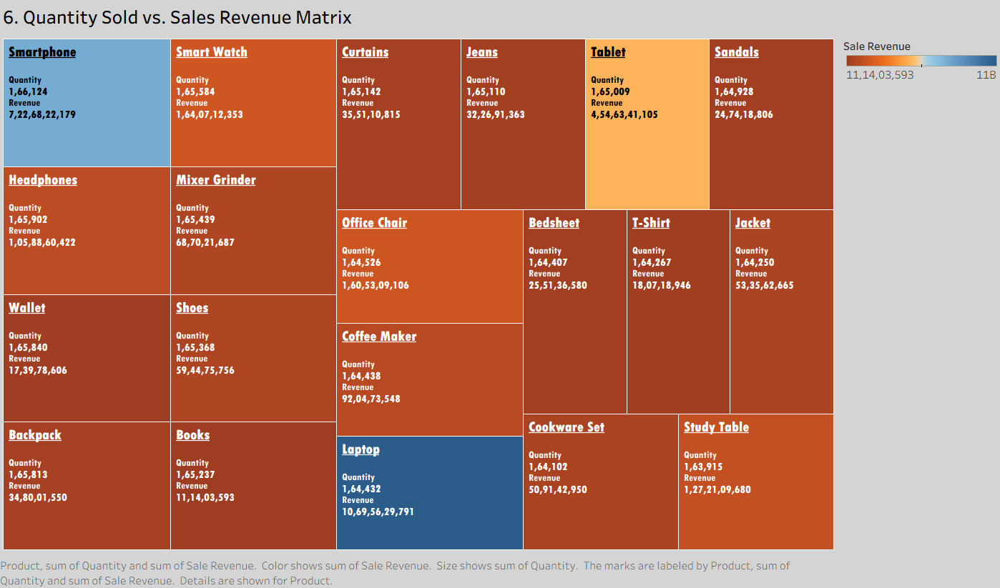 6. Quantity Sold vs. Sales Revenue Matrix
Smartphone
Quantity
1,66,124
Revenue
7,22,68,22,179
Headphones
Quantity
1,65,902
Revenue
1,05,88,60,422
Wallet
Quantity
1,65,840
Revenue
17,39,78,606
Backpack
Quantity
1,65,813
Revenue
34,80,01,550
Smart Watch
Quantity
1,65,584
Revenue
1,64,07,12,353
Mixer Grinder
Quantity
1,65,439
Revenue
68,70,21,687
Shoes
Quantity
1,65,368
Revenue
59,44,75,756
Books
Quantity
1,65,237
Revenue
11,14,03,593
Curtains
Quantity
1,65,142
Revenue
35,51,10,815
Jeans
Quantity
1,65,110
Revenue
32,26,91,363
Tablet
Quantity
1,65,009
Revenue
4,54,63,41,105
Sandals
Quantity
1,64,928
Revenue
24,74,18,806
Office Chair
Quantity
1,64,526
Revenue
1,60,53,09,106
Coffee Maker
Quantity
1,64,438
Revenue
92,04,73,548
Laptop
Quantity
1,64,432
Revenue
10,69,56,29,791
Bedsheet
Quantity
1,64,407
Revenue
25,51,36,580
T-Shirt
Quantity
1,64,267
Revenue
18,07,18,946
Jacket
Quantity
1,64,250
Revenue
53,35,62,665
Cookware Set
Quantity
1,64,102
Revenue
50,91,42,950
Study Table
Quantity
1,63,915
Revenue
1,27,21,09,680
Sale Revenue
11,14,03,593 11B
Product, sum of Quantity and sum of Sale Revenue. Color shows sum of Sale Revenue. Size shows sum of Quantity. The marks are labeled by Product, sum of
Quantity and sum of Sale Revenue. Details are shown for Product.